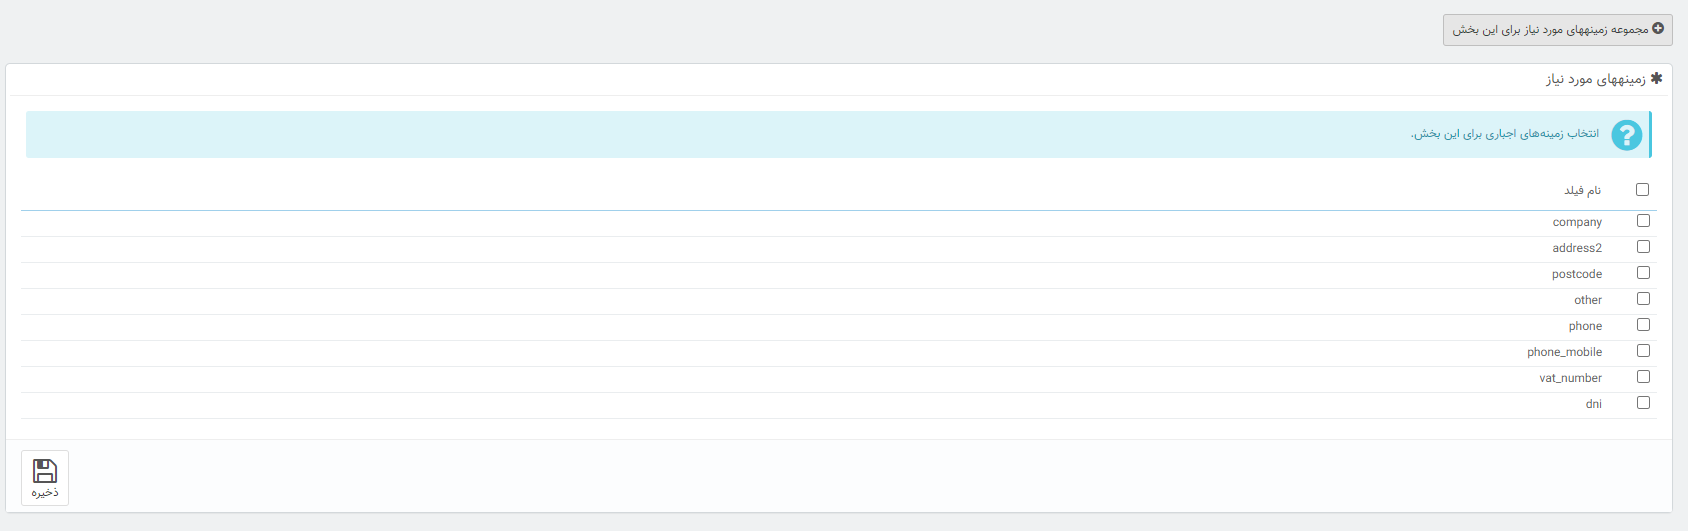 مجموعه زمینههای مورد نیاز برای این بخش
زمینههای مورد نیاز
انتخاب زمینه‌های اجباری برای این بخش.
نام فیلد
company
address2
postcode
other
phone
phone_mobile
vat_number
dni
ذخیره